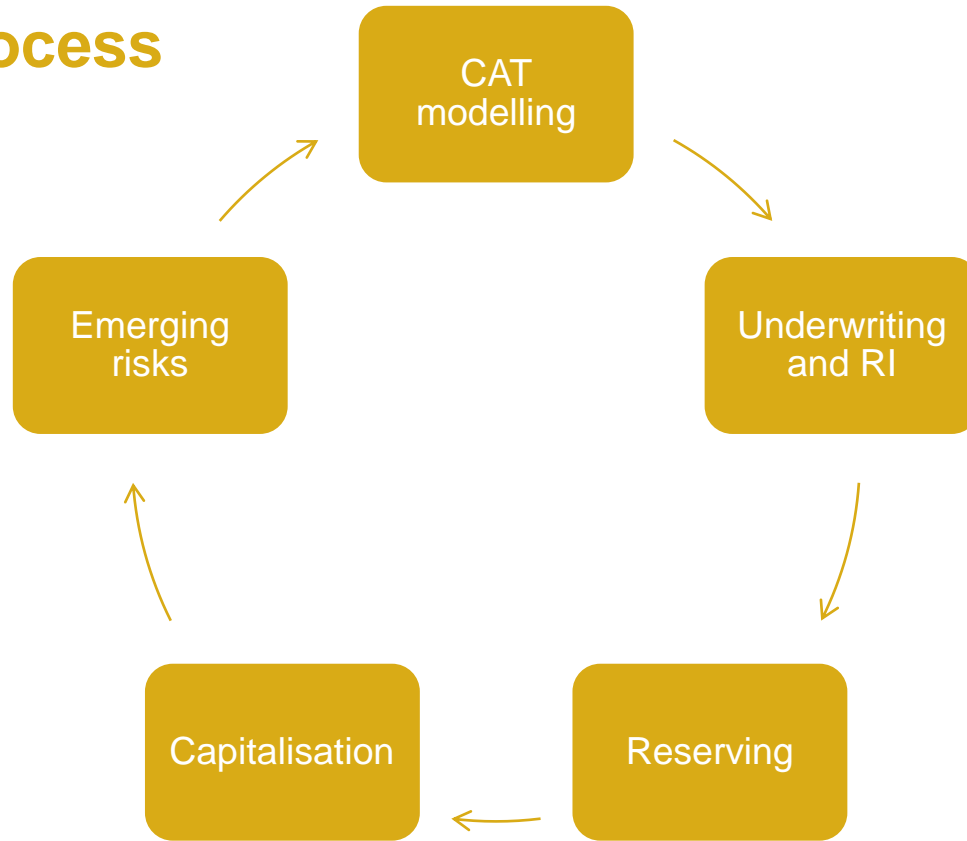 ocess
CAT
modelling
Emerging
risks
Underwriting
and RI
Capitalisation
Reserving